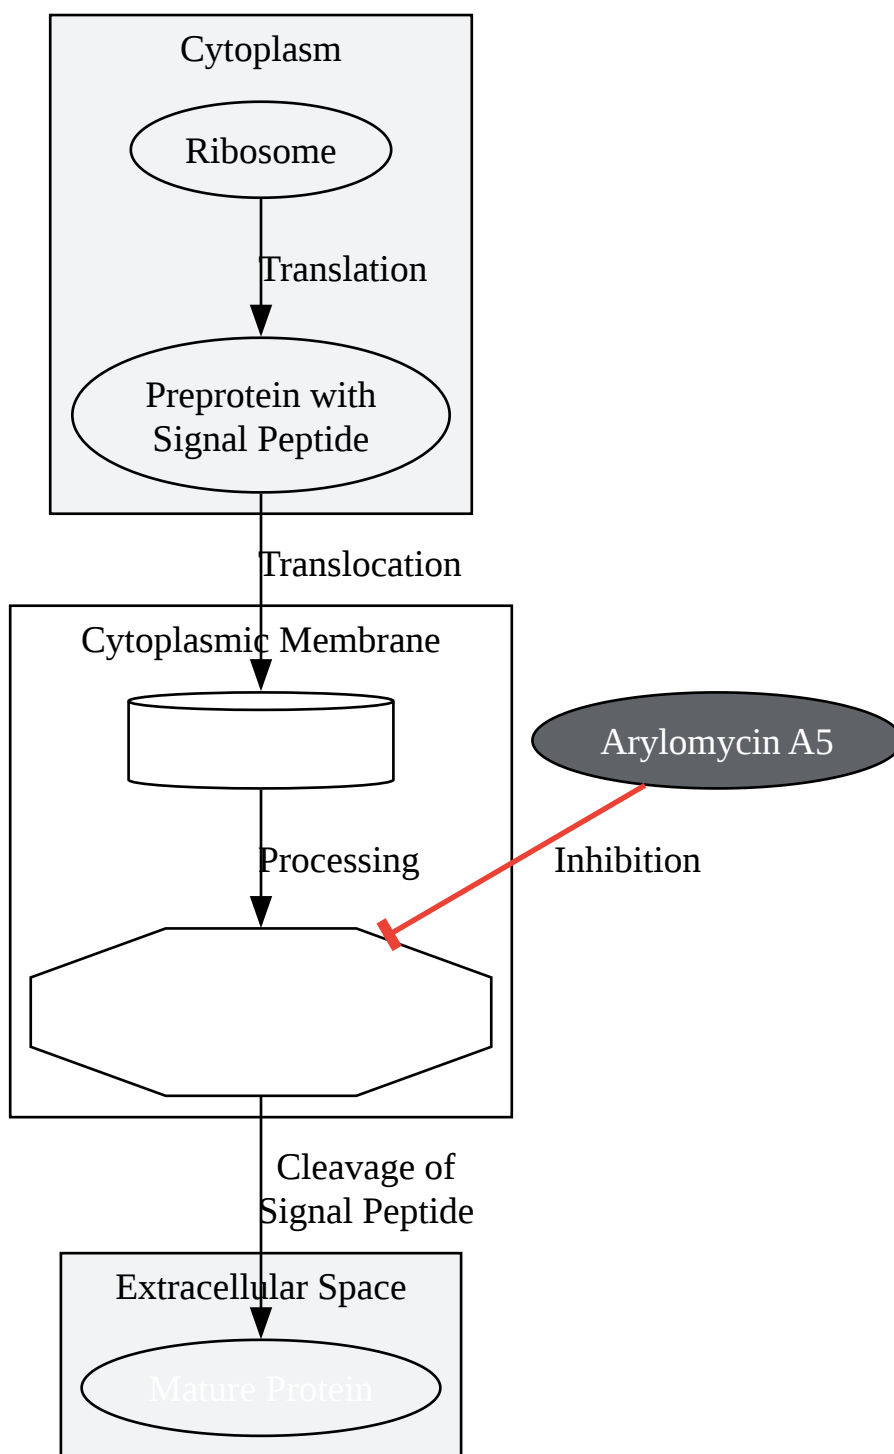 Cytoplasm
Ribosome
Translation
Preprotein with
Signal Peptide
Translocation
Cytoplasmic Membrane
Arylomycin A5
Processing
Inhibition
Cleavage of
Signal Peptide
Extracellular Space
Mature Protein